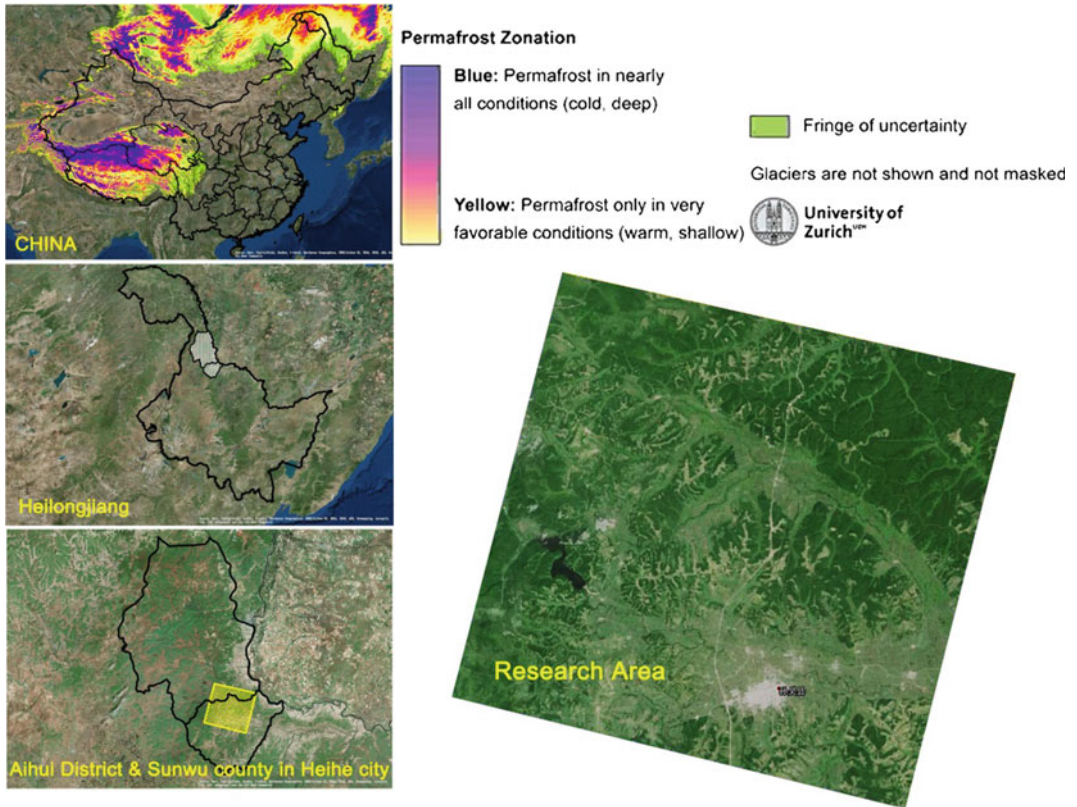 Permafrost Zonation
Blue: Permafrost in nearly
all conditions (cold, deep)
Yellow: Permafrost only in very
favorable conditions (warm, shallow)
Fringe of uncertainty
Glaciers are not shown and not masked
University of
Zurich UZH
CHINA
Heilongjiang
Aihui District & Sunwu county in Heihe city
Research Area